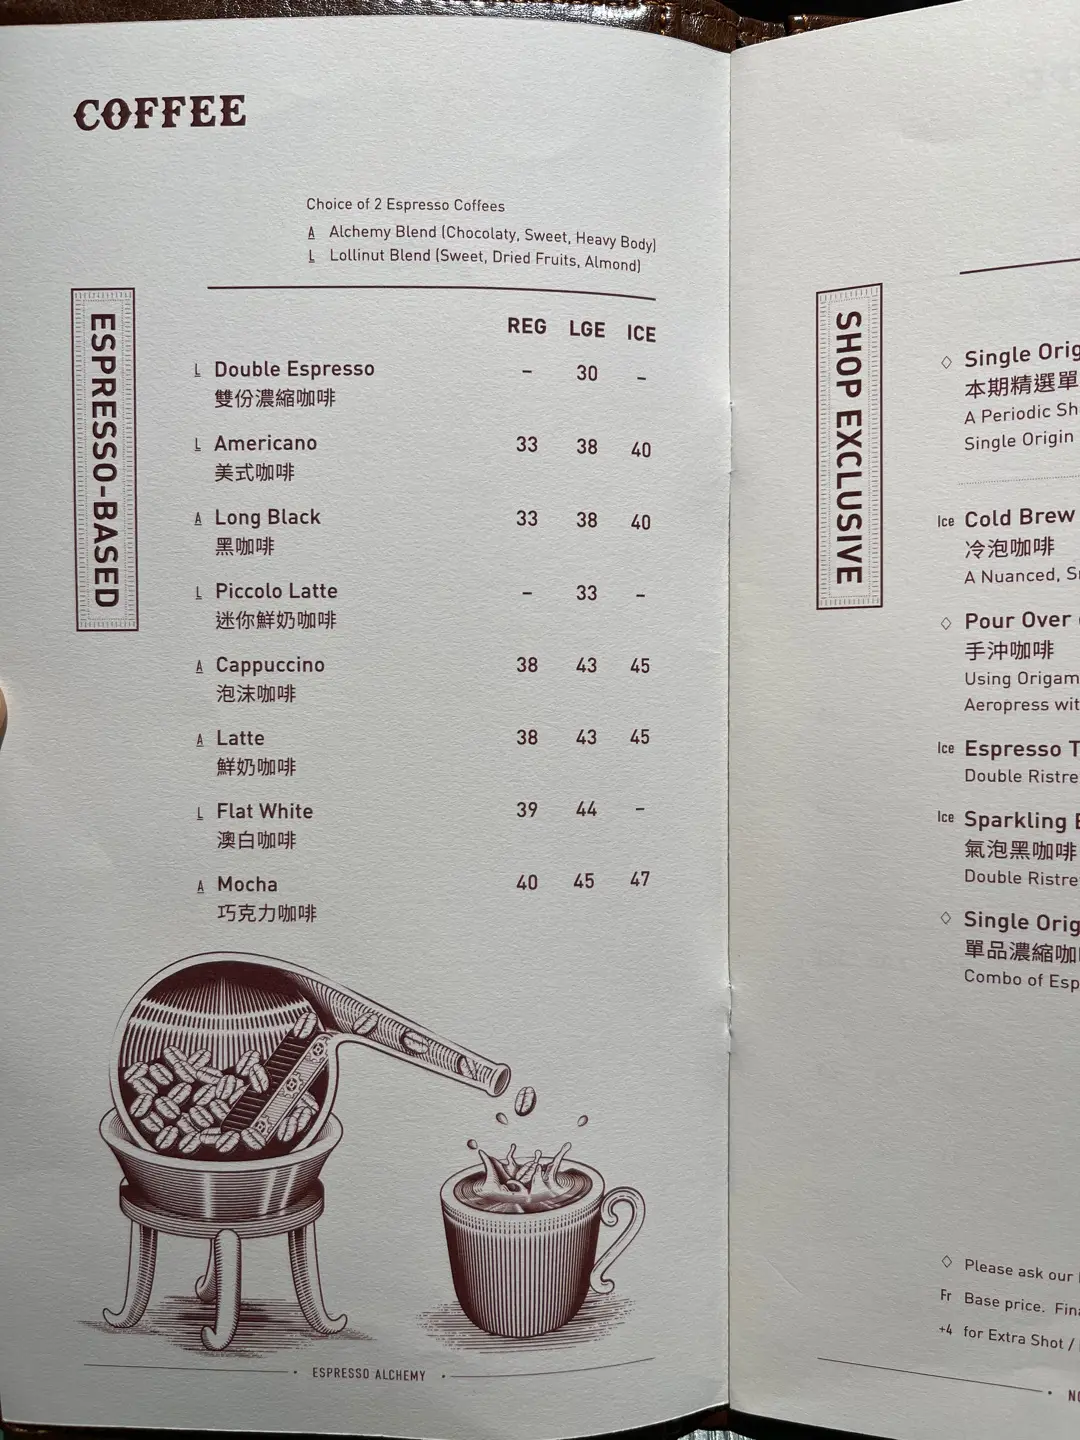 COFFEE
Choice of 2 Espresso Coffees
A Alchemy Blend (Chocolaty, Sweet, Heavy Body)
L Lollinut Blend (Sweet, Dried Fruits, Almond)
ESPRESSO-BASED
REG LGE ICE
L Double Espresso – 30 –
雙份濃縮咖啡
L Americano 33 38 40
美式咖啡
A Long Black 33 38 40
黑咖啡
L Piccolo Latte – 33 –
迷你鮮奶咖啡
A Cappuccino 38 43 45
泡沫咖啡
A Latte 38 43 45
鮮奶咖啡
L Flat White 39 44 –
澳白咖啡
A Mocha 40 45 47
巧克力咖啡
ESPRESSO ALCHEMY
SHOP EXCLUSIVE
◇ Single
本期精選單
A Periodic
Single Origin
Ice Cold Brew
冷泡咖啡
A Nuanced,
◇ Pour Over
手沖咖啡
Using
Aeropress
Ice Espresso
Double
Ice Sparkling
氣泡黑咖啡
Double
◇ Single
單品濃縮咖
Combo of
◇ Please ask our
Fr Base price.
+4 for Extra Shot /